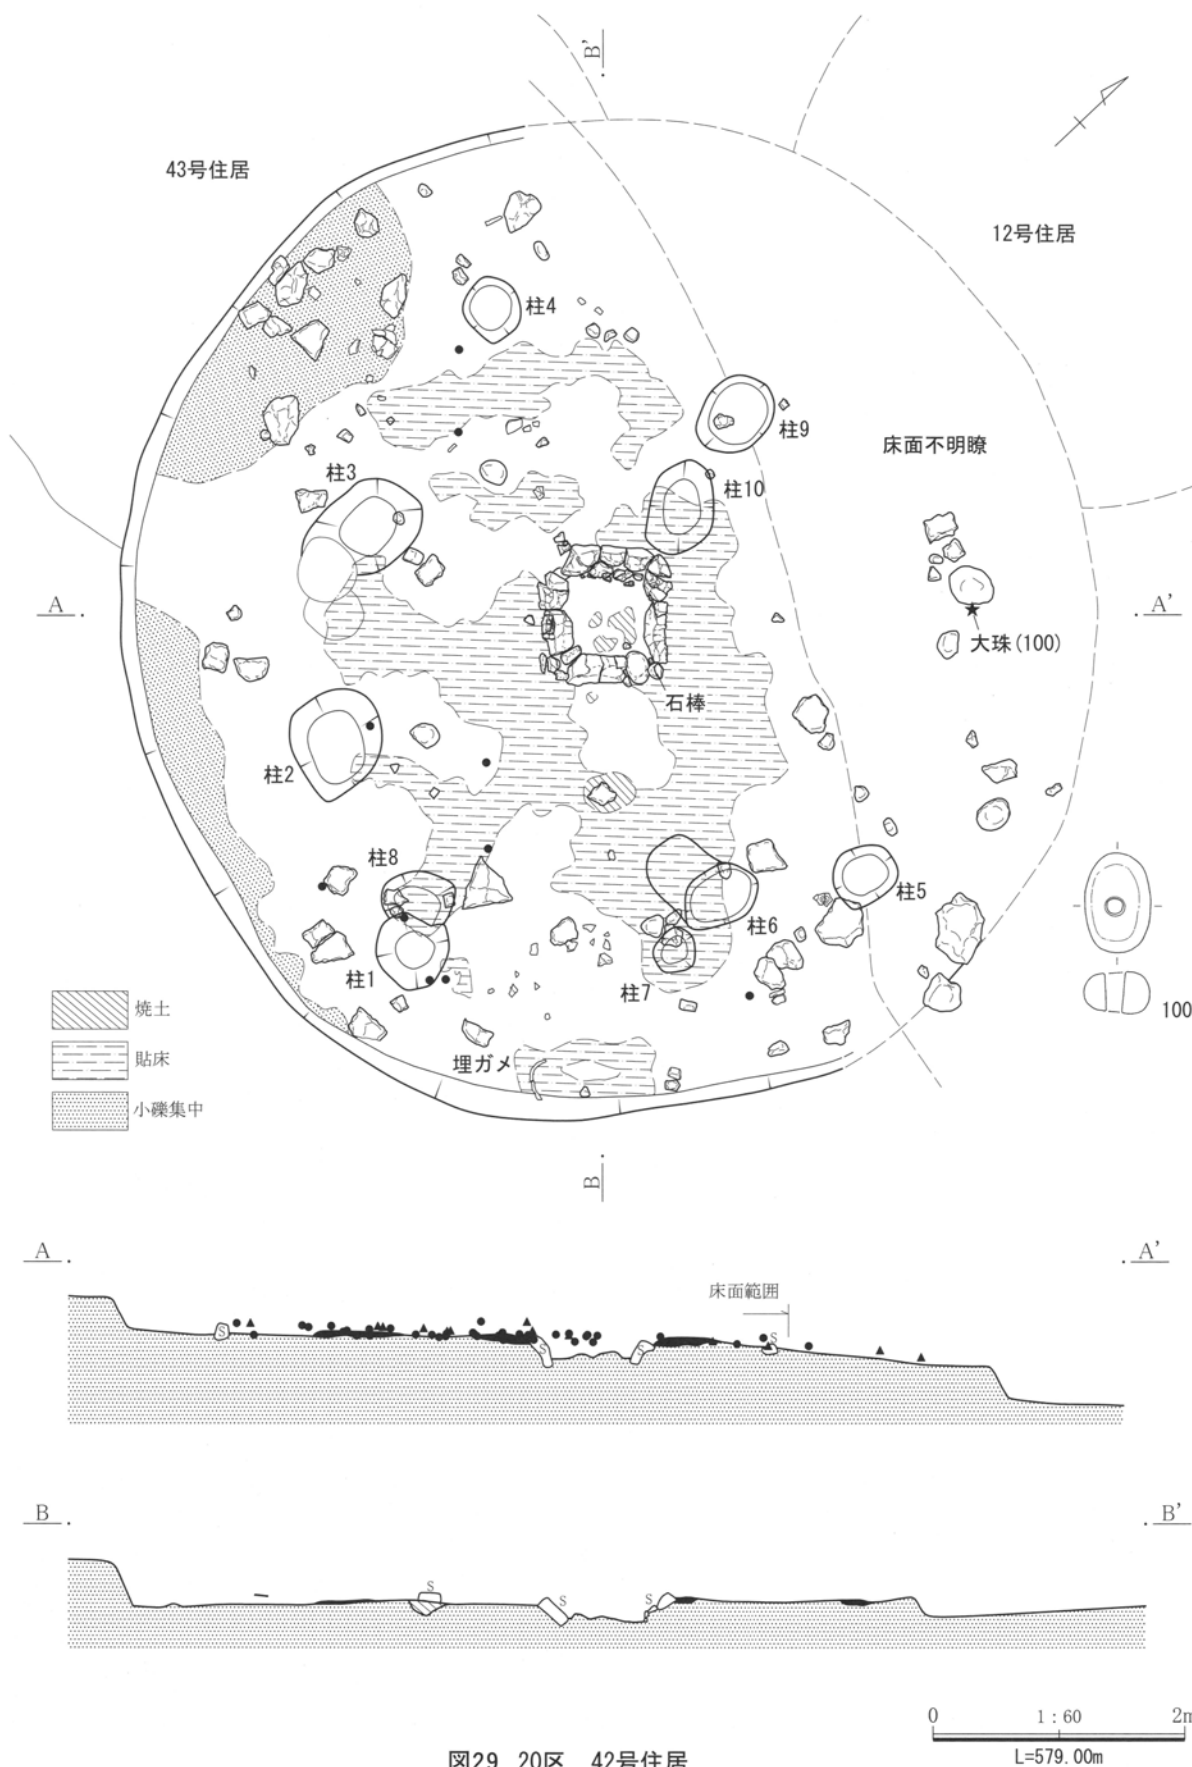 B'
43号住居
12号住居
柱4
柱9
床面不明瞭
柱3
柱10
A
A'
大珠(100)
石棒
柱2
柱8
柱5
柱6
柱1
柱7
100
焼土
貼床
埋ガメ
小礫集中
B
A
A'
床面範囲
S
S
S
S
B
B'
S
S
S
0 1:60 2m
L=579.00m
図29 20区 42号住居